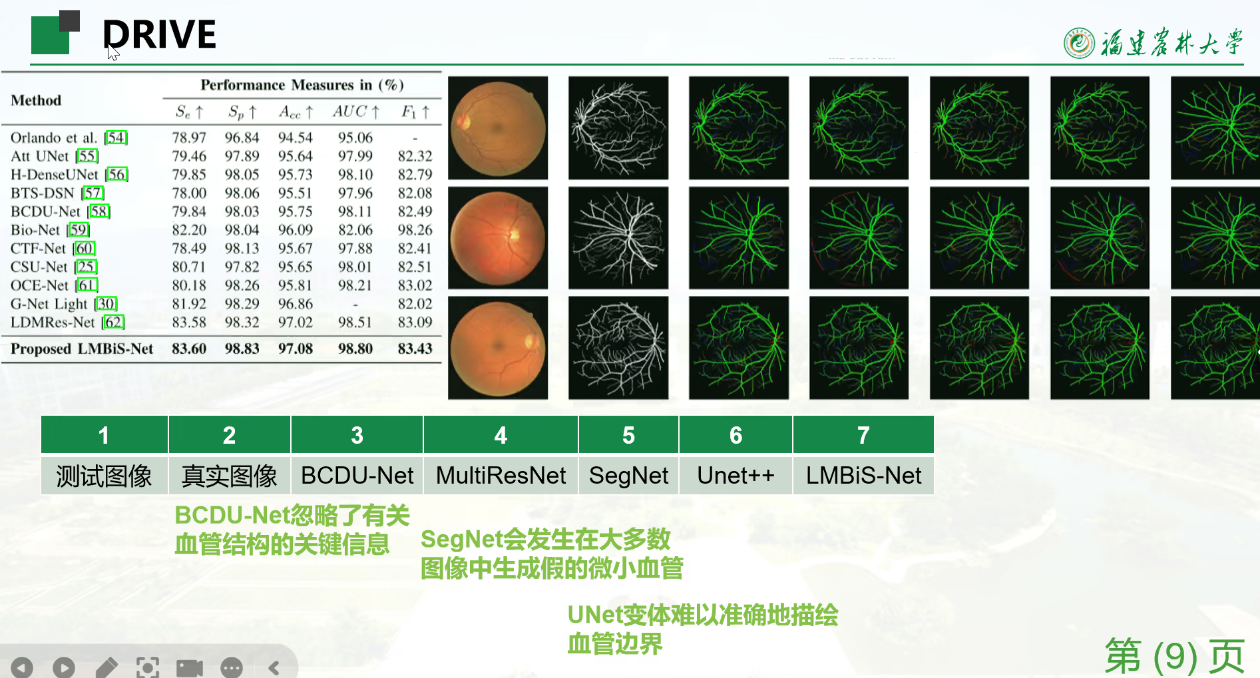 DRIVE
福建农林大学
Method
Performance Measures in (%)
Se ↑ Sp ↑ Acc ↑ AUC ↑ F1 ↑
Orlando et al. [54] 78.97 96.84 94.54 95.06 -
Att UNet [55] 79.46 97.89 95.64 97.99 82.32
H-DenseUNet [56] 79.85 98.05 95.73 98.10 82.79
BTS-DSN [57] 78.00 98.06 95.51 97.96 82.08
BCDU-Net [58] 79.84 98.03 95.75 98.11 82.49
Bio-Net [59] 82.20 98.04 96.09 82.06 98.26
CTF-Net [60] 78.49 98.13 95.67 97.88 82.41
CSU-Net [25] 80.71 97.82 95.65 98.01 82.51
OCE-Net [61] 80.18 98.26 95.81 98.21 83.02
G-Net Light [30] 81.92 98.29 96.86 - 82.02
LDMRes-Net [62] 83.58 98.32 97.02 98.51 83.09
Proposed LMBiS-Net 83.60 98.83 97.08 98.80 83.43
1 2 3 4 5 6 7
测试图像 真实图像 BCDU-Net MultiResNet SegNet Unet++ LMBiS-Net
BCDU-Net忽略了有关
血管结构的关键信息
SegNet会发生在大多数
图像中生成假的微小血管
UNet变体难以准确地描绘
血管边界
第 (9) 页